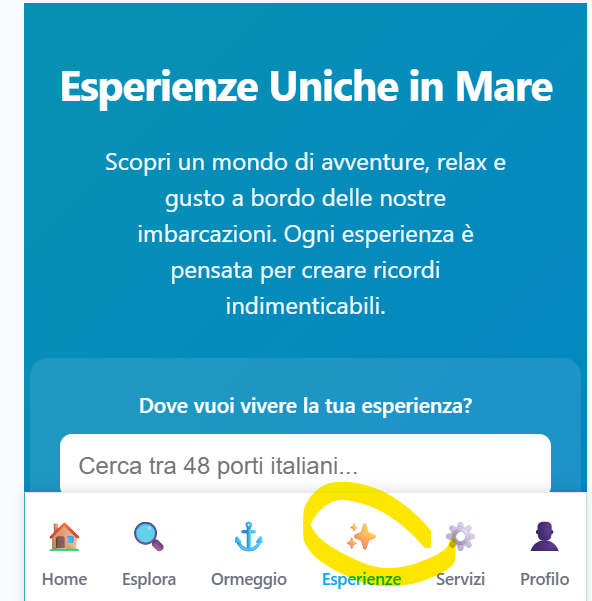 Esperienze Uniche in Mare
Scopri un mondo di avventure, relax e
gusto a bordo delle nostre
imbarcazioni. Ogni esperienza è
pensata per creare ricordi
indimenticabili.
Dove vuoi vivere la tua esperienza?
Cerca tra 48 porti italiani...
Home Esplora Ormeggio Esperienze Servizi Profilo